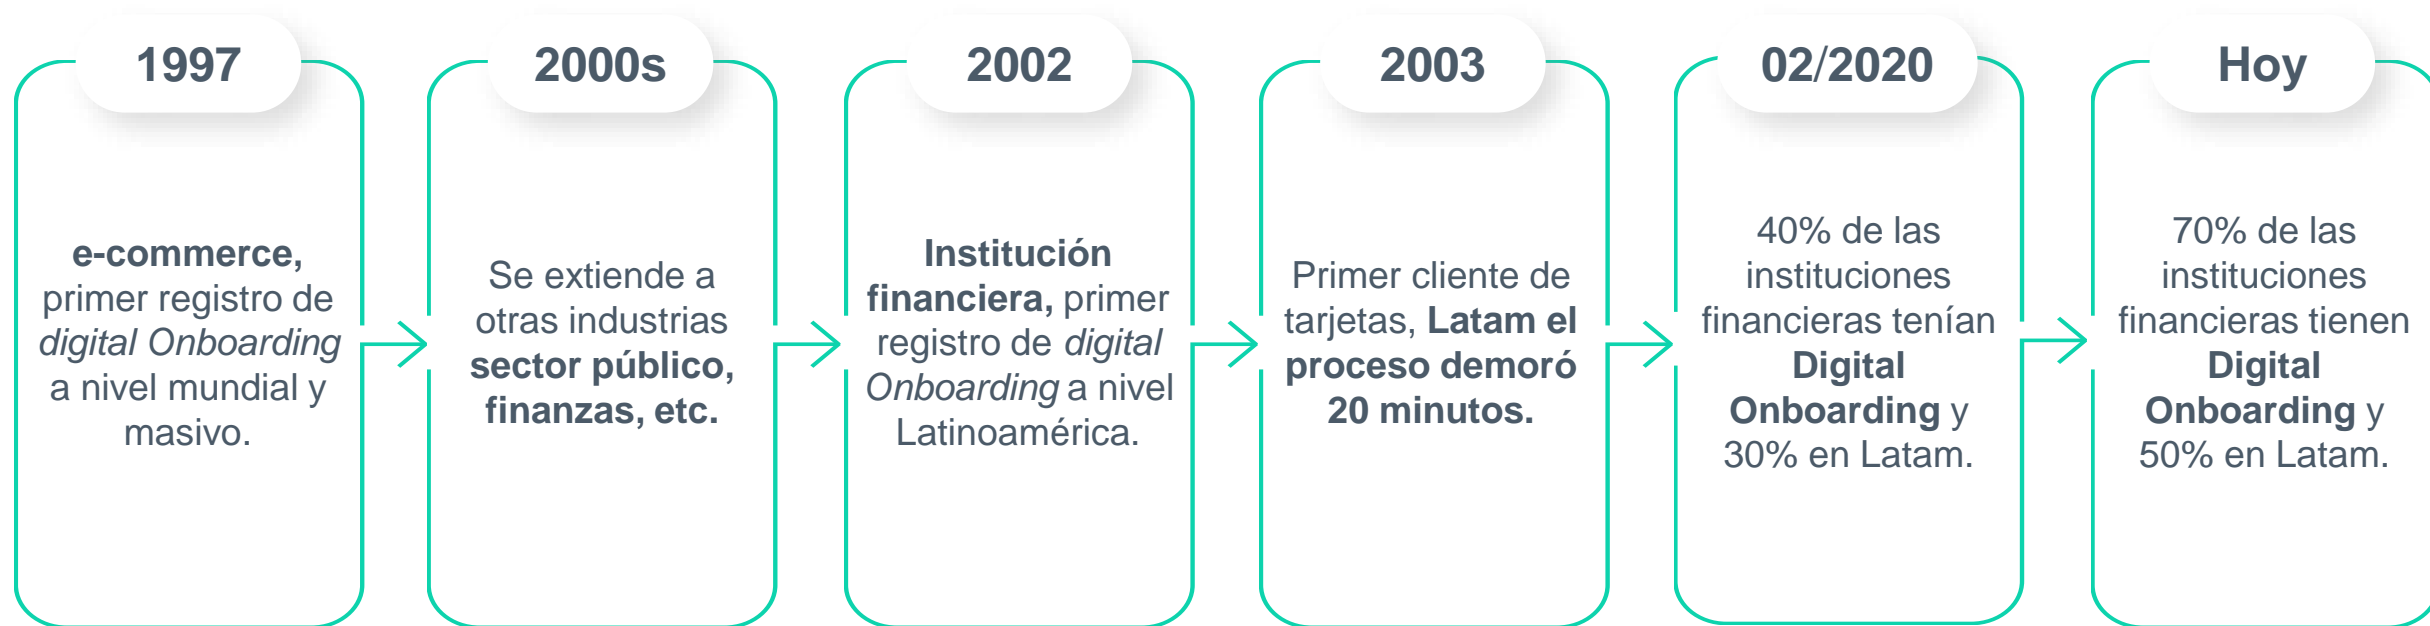 1997
e-commerce,
primer registro de
digital Onboarding
a nivel mundial y
masivo.
2000s
Se extiende a
otras industrias
sector público,
finanzas, etc.
2002
Institución
financiera, primer
registro de digital
Onboarding a nivel
Latinoamérica.
2003
Primer cliente de
tarjetas, Latam el
proceso demoró
20 minutos.
02/2020
40% de las
instituciones
financieras tenían
Digital
Onboarding y
30% en Latam.
Hoy
70% de las
instituciones
financieras tienen
Digital
Onboarding y
50% en Latam.